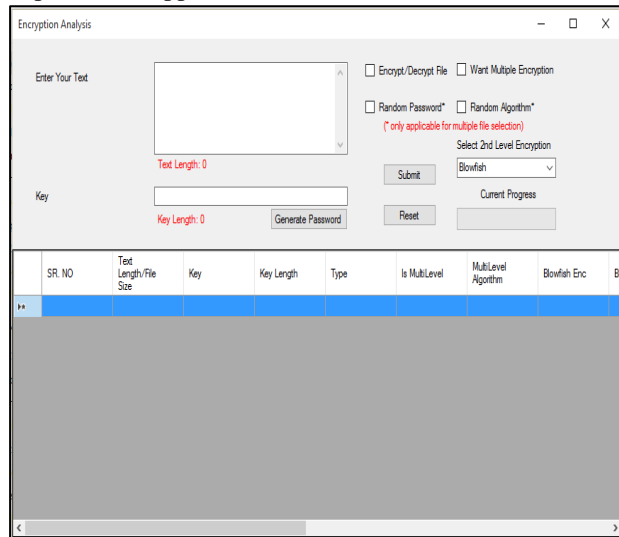 Encryption Analysis
Enter Your Text
Encrypt/Decrypt File
Want Multiple Encryption
Random Password*
Random Algorithm*
(* only applicable for multiple file selection)
Text Length: 0
Select 2nd Level Encryption
Submit
Blowfish
Key
Current Progress
Key Length: 0
Generate Password
Reset
SR. NO
Text
Length/File
Size
Key
Key Length
Type
Is MultiLevel
MultiLevel
Algorithm
Blowfish Enc
B